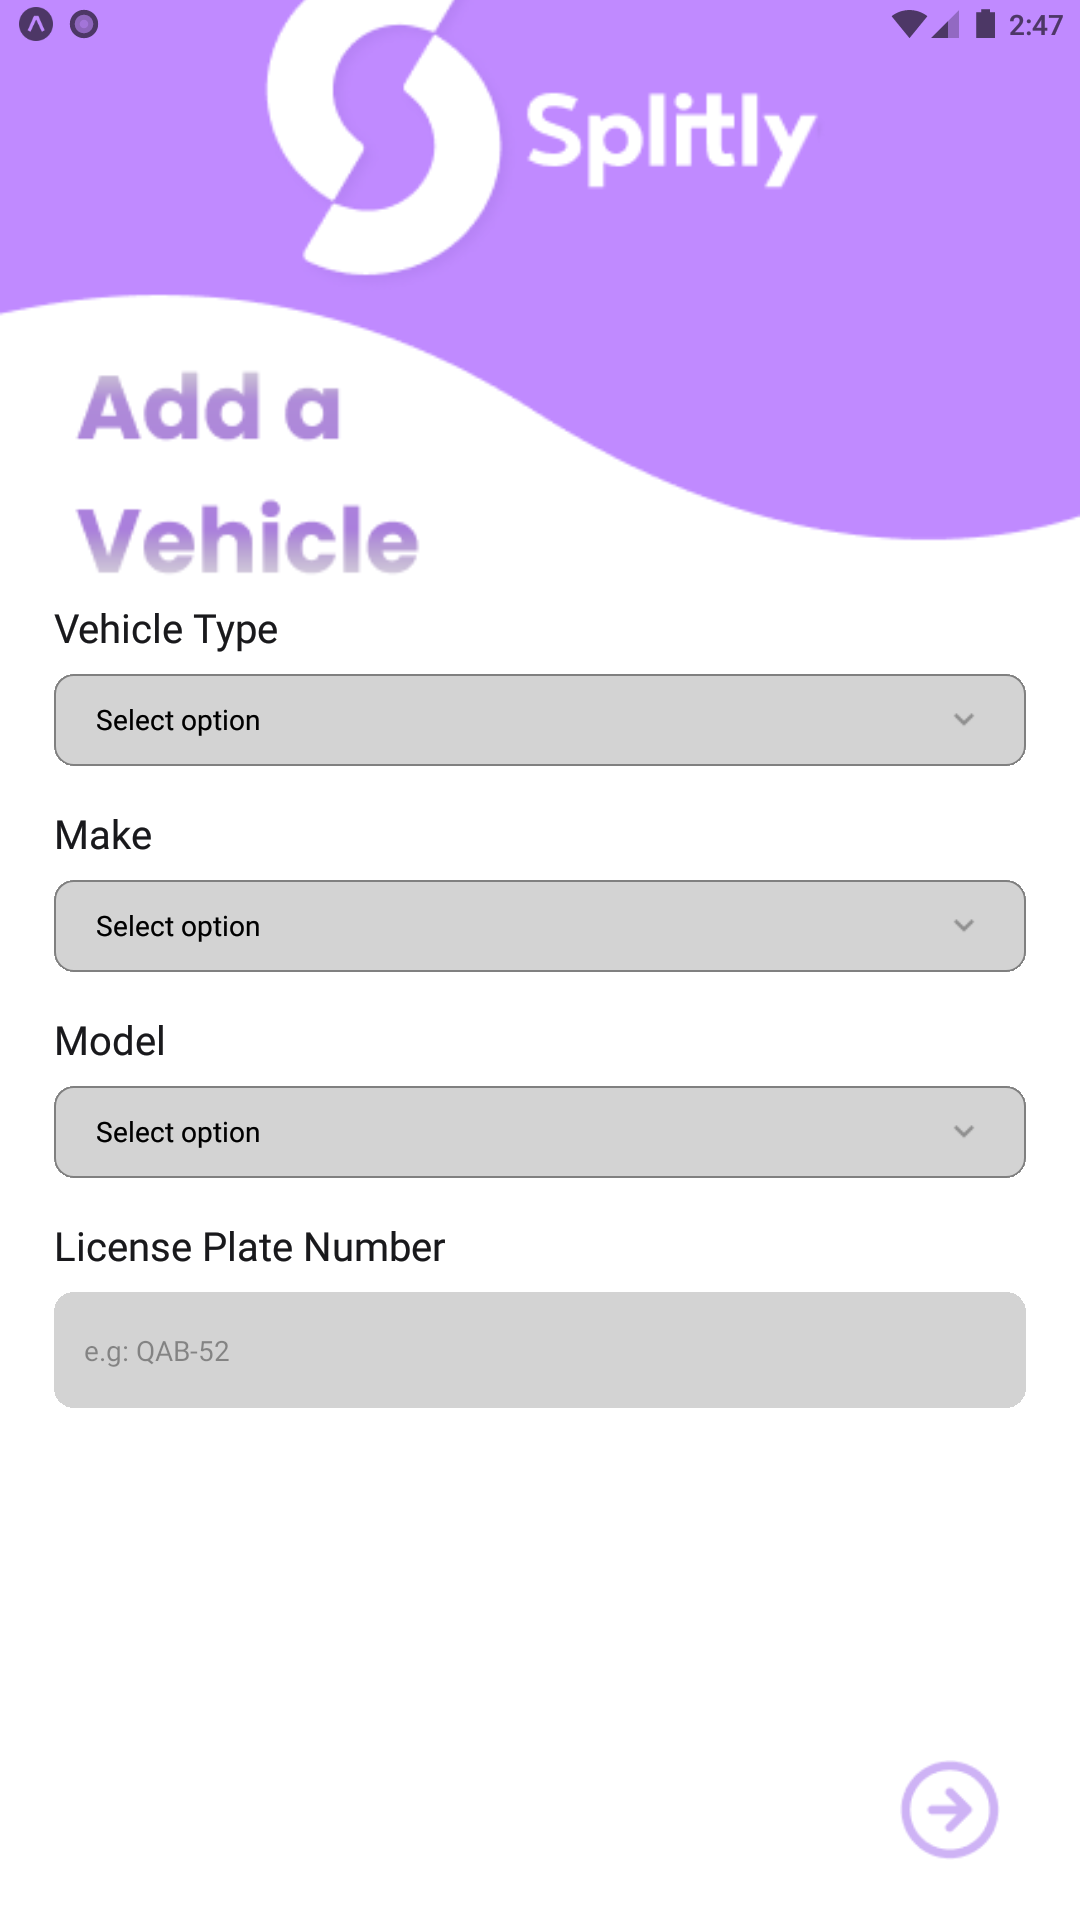 2:47
Splitly
Add a
Vehicle
Vehicle Type
Select option
Make
Select option
Model
Select option
License Plate Number
e.g: QAB-52